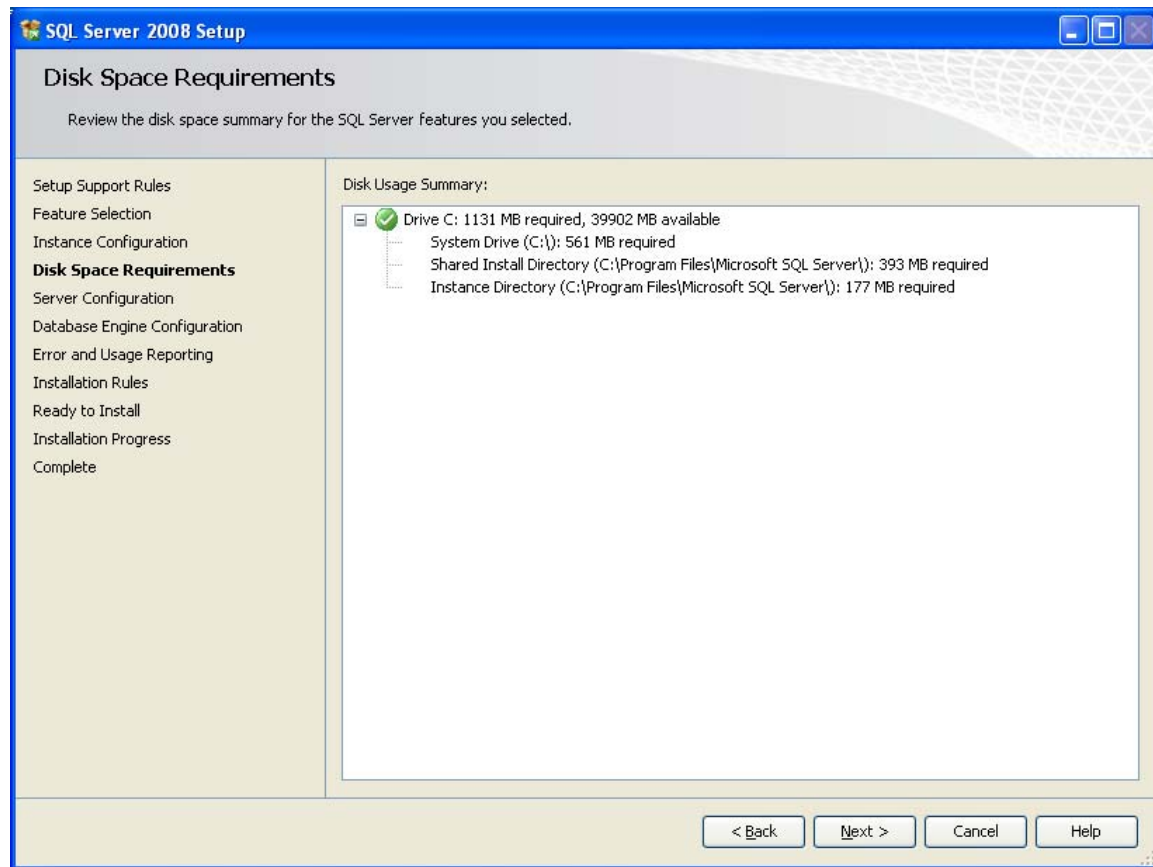 SQL Server 2008 Setup
Disk Space Requirements
Review the disk space summary for the SQL Server features you selected.
Setup Support Rules
Feature Selection
Instance Configuration
Disk Space Requirements
Server Configuration
Database Engine Configuration
Error and Usage Reporting
Installation Rules
Ready to Install
Installation Progress
Complete
Disk Usage Summary:
Drive C: 1131 MB required, 39902 MB available
System Drive (C:\): 561 MB required
Shared Install Directory (C:\Program Files\Microsoft SQL Server\): 393 MB required
Instance Directory (C:\Program Files\Microsoft SQL Server\): 177 MB required
< Back Next > Cancel Help